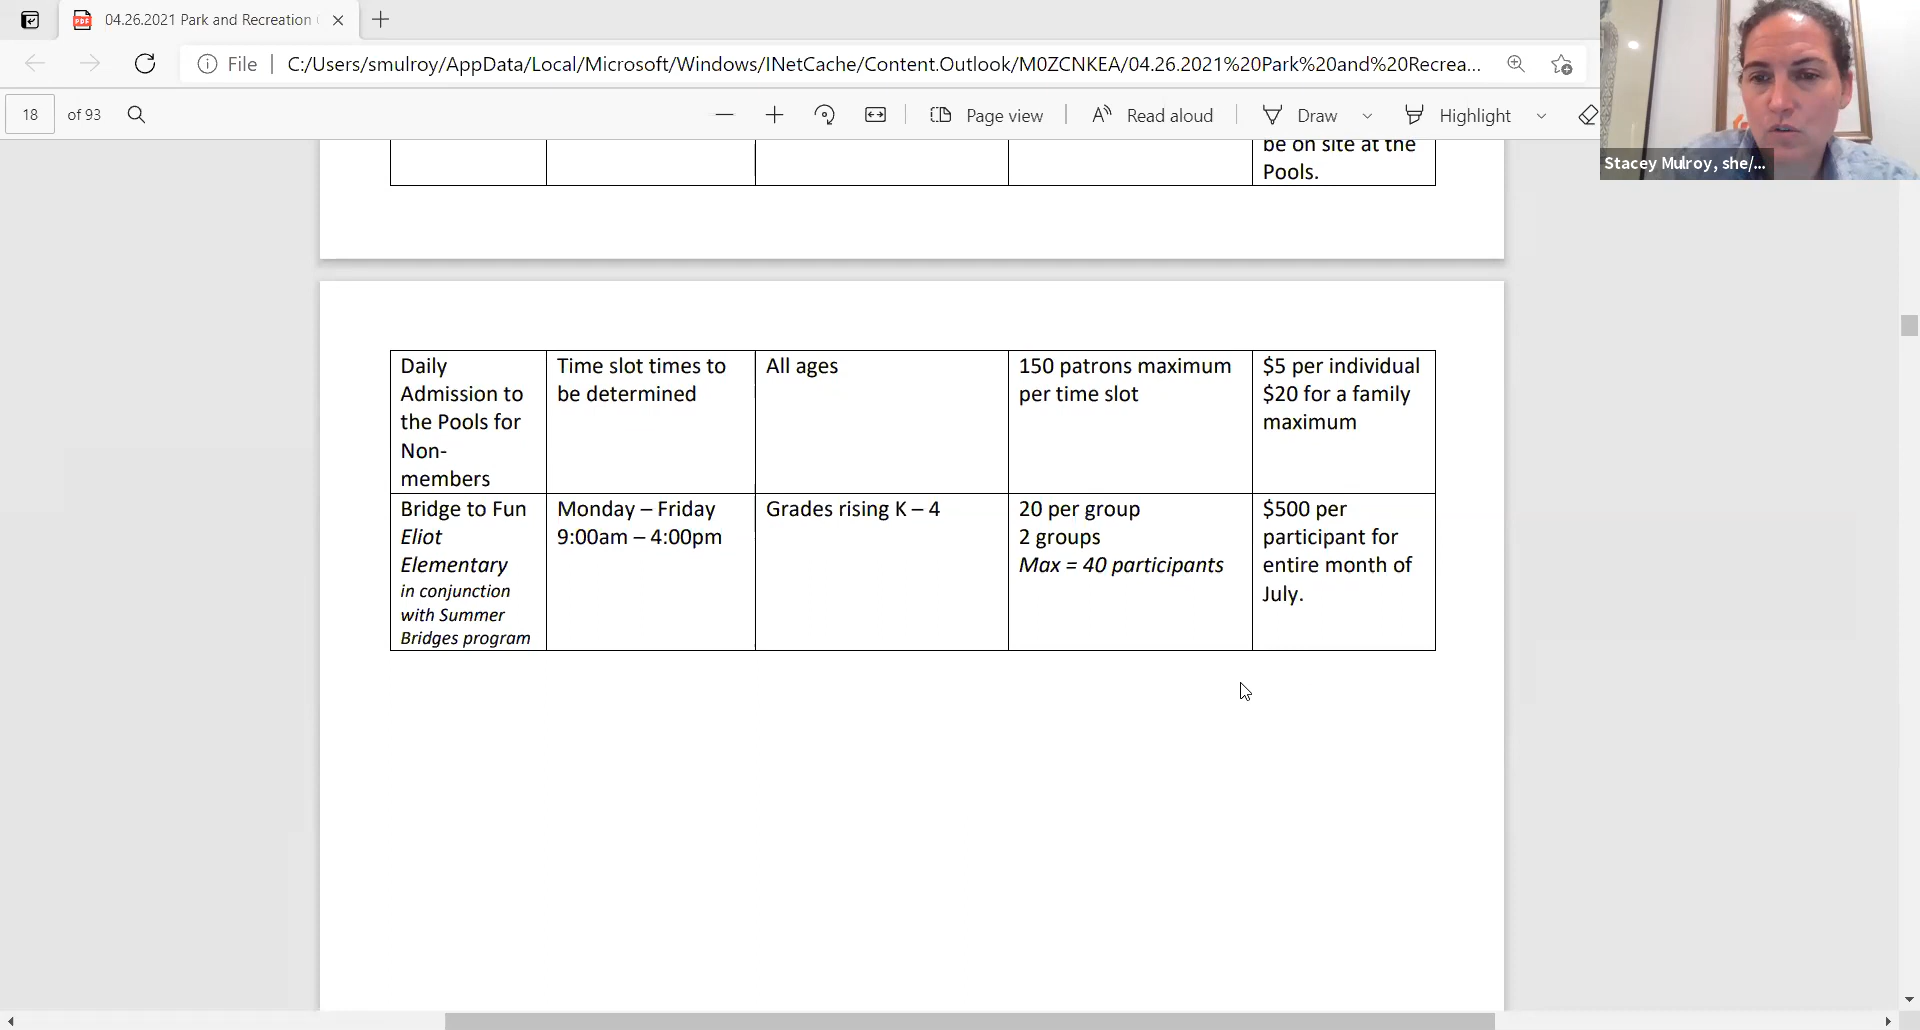 04.26.2021 Park and Recreation
File
C:/Users/smulroy/AppData/Local/Microsoft/Windows/INetCache/Content.Outlook/M0ZCNKEA/04.26.2021%20Park%20and%20Recrea...
18 of 93
Page view
Read aloud
Draw
Highlight
Stacey Mulroy, she/...
be on site at the
Pools.
Daily
Admission to
the Pools for
Non-
members
Time slot times to
be determined
All ages
150 patrons maximum
per time slot
$5 per individual
$20 for a family
maximum
Bridge to Fun
Eliot
Elementary
in conjunction
with Summer
Bridges program
Monday – Friday
9:00am – 4:00pm
Grades rising K – 4
20 per group
2 groups
Max = 40 participants
$500 per
participant for
entire month of
July.